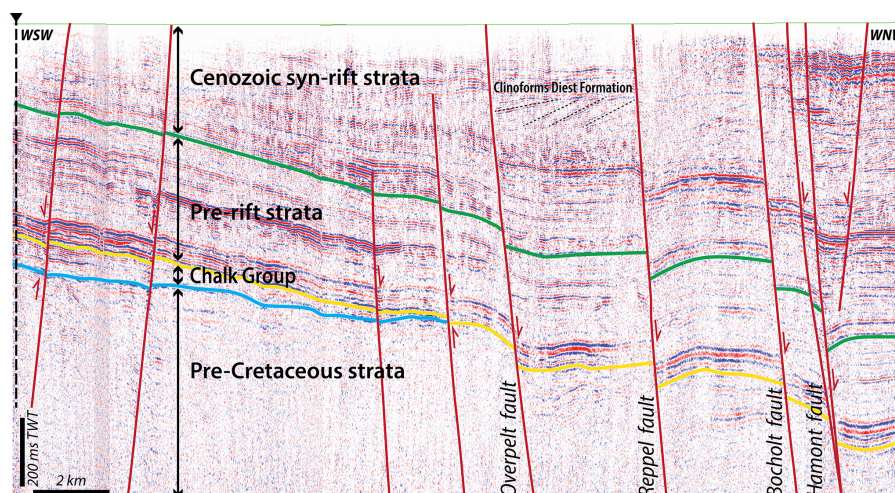 WSW
WNW
Cenozoic syn-rift strata
Clinoforms Diest Formation
Pre-rift strata
Chalk Group
Pre-Cretaceous strata
Overpelt fault
Reppel fault
Bocholt fault
Hamont fault
200 ms TWT
2 km